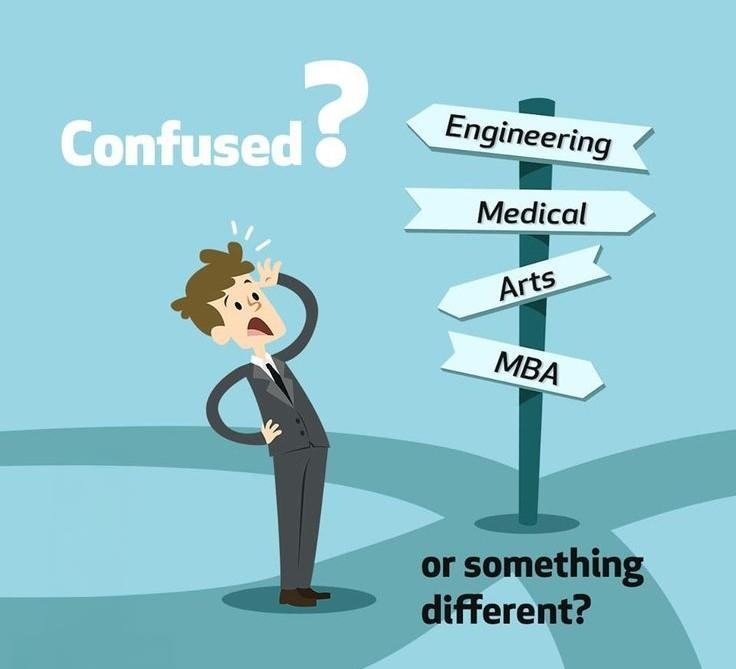 Confused?
Engineering
Medical
Arts
MBA
or something
different?